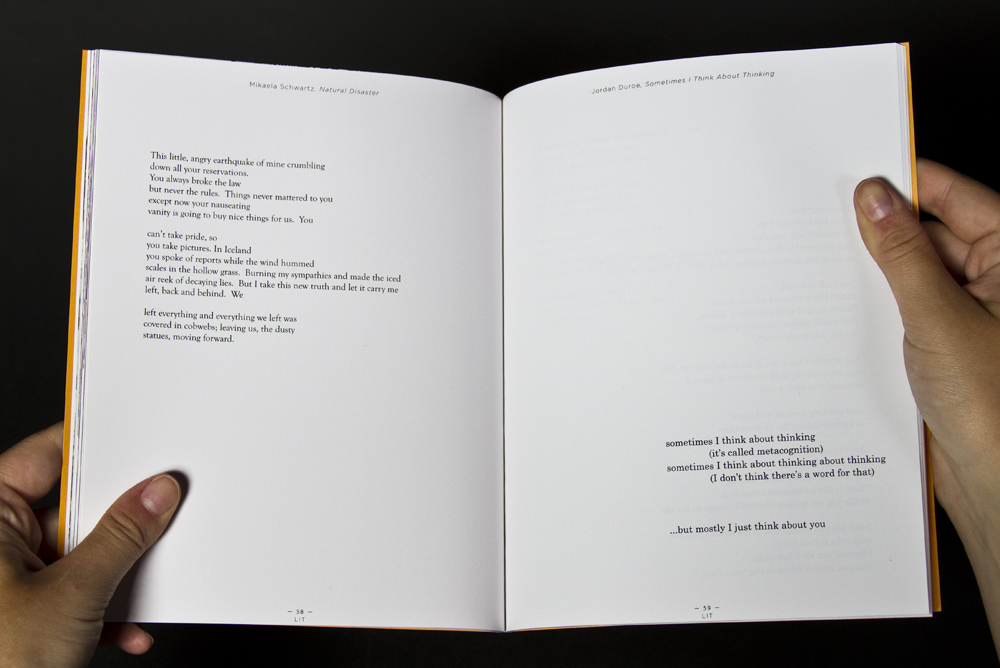 Mikaela Schwartz, Natural Disaster
This little, angry earthquake of mine crumbling
down all your reservations.
You always broke the law
but never the rules. Things never mattered to you
except now your nauseating
vanity is going to buy nice things for us. You
can't take pride, so
you take pictures. In Iceland
you spoke of reports while the wind hummed
scales in the hollow grass. Burning my sympathies and made the iced
air reek of decaying lies. But I take this new truth and let it carry me
left, back and behind. We
left everything and everything we left was
covered in cobwebs; leaving us, the dusty
statues, moving forward.
– 58 –
LIT
Jordan Duroe, Sometimes I Think About Thinking
sometimes I think about thinking
(it's called metacognition)
sometimes I think about thinking about thinking
(I don't think there's a word for that)
...but mostly I just think about you
– 59 –
LIT